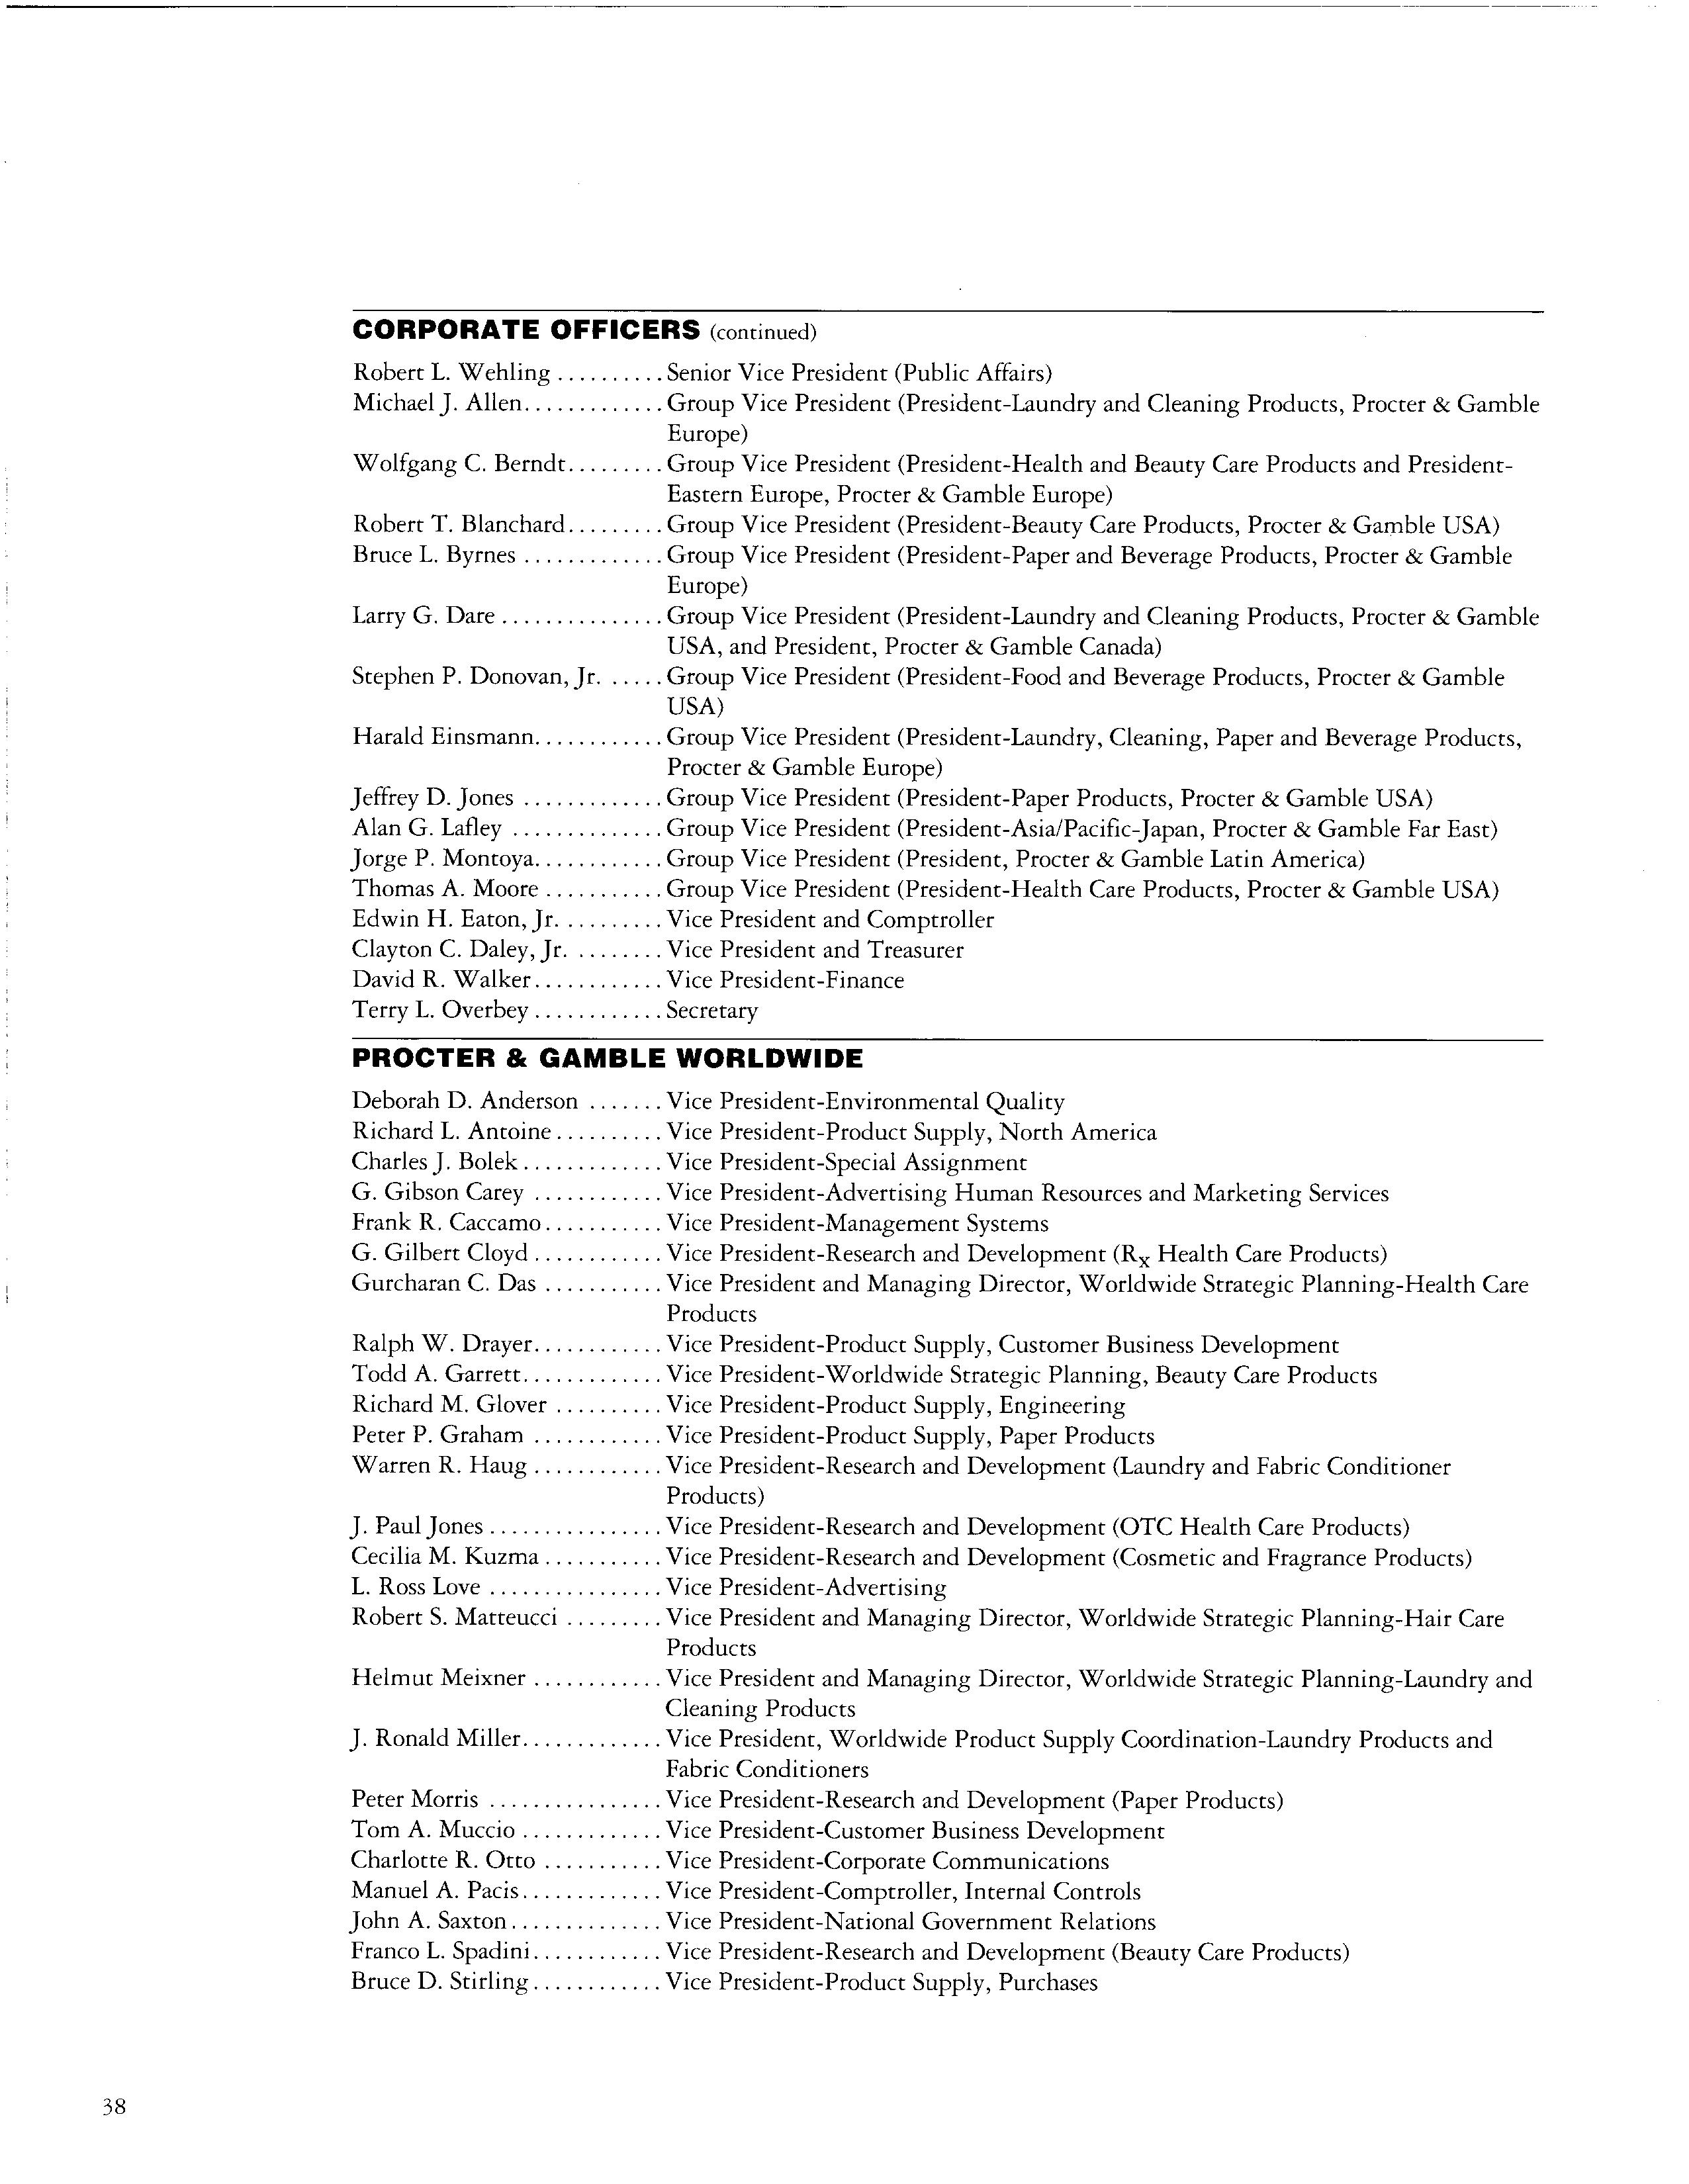 CORPORATE OFFICERS (continued)
Robert L. Wehling .......... Senior Vice President (Public Affairs)
Michael J. Allen............. Group Vice President (President-Laundry and Cleaning Products, Procter & Gamble
Europe)
Wolfgang C. Berndt......... Group Vice President (President-Health and Beauty Care Products and President-
Eastern Europe, Procter & Gamble Europe)
Robert T. Blanchard......... Group Vice President (President-Beauty Care Products, Procter & Gamble USA)
Bruce L. Byrnes ............. Group Vice President (President-Paper and Beverage Products, Procter & Gamble
Europe)
Larry G. Dare ............... Group Vice President (President-Laundry and Cleaning Products, Procter & Gamble
USA, and President, Procter & Gamble Canada)
Stephen P. Donovan, Jr. ..... Group Vice President (President-Food and Beverage Products, Procter & Gamble
USA)
Harald Einsmann............ Group Vice President (President-Laundry, Cleaning, Paper and Beverage Products,
Procter & Gamble Europe)
Jeffrey D. Jones ............. Group Vice President (President-Paper Products, Procter & Gamble USA)
Alan G. Lafley .............. Group Vice President (President-Asia/Pacific-Japan, Procter & Gamble Far East)
Jorge P. Montoya............ Group Vice President (President, Procter & Gamble Latin America)
Thomas A. Moore ........... Group Vice President (President-Health Care Products, Procter & Gamble USA)
Edwin H. Eaton, Jr. ......... Vice President and Comptroller
Clayton C. Daley, Jr. ........ Vice President and Treasurer
David R. Walker............ Vice President-Finance
Terry L. Overbey ............ Secretary
PROCTER & GAMBLE WORLDWIDE
Deborah D. Anderson ....... Vice President-Environmental Quality
Richard L. Antoine .......... Vice President-Product Supply, North America
Charles J. Bolek ............. Vice President-Special Assignment
G. Gibson Carey ............ Vice President-Advertising Human Resources and Marketing Services
Frank R. Caccamo ........... Vice President-Management Systems
G. Gilbert Cloyd ............ Vice President-Research and Development (Rx Health Care Products)
Gurcharan C. Das ........... Vice President and Managing Director, Worldwide Strategic Planning-Health Care
Products
Ralph W. Drayer............ Vice President-Product Supply, Customer Business Development
Todd A. Garrett............. Vice President-Worldwide Strategic Planning, Beauty Care Products
Richard M. Glover .......... Vice President-Product Supply, Engineering
Peter P. Graham ............ Vice President-Product Supply, Paper Products
Warren R. Haug ............ Vice President-Research and Development (Laundry and Fabric Conditioner
Products)
J. Paul Jones ................ Vice President-Research and Development (OTC Health Care Products)
Cecilia M. Kuzma ........... Vice President-Research and Development (Cosmetic and Fragrance Products)
L. Ross Love ................ Vice President-Advertising
Robert S. Matteucci ......... Vice President and Managing Director, Worldwide Strategic Planning-Hair Care
Products
Helmut Meixner ............ Vice President and Managing Director, Worldwide Strategic Planning-Laundry and
Cleaning Products
J. Ronald Miller............. Vice President, Worldwide Product Supply Coordination-Laundry Products and
Fabric Conditioners
Peter Morris ................ Vice President-Research and Development (Paper Products)
Tom A. Muccio ............. Vice President-Customer Business Development
Charlotte R. Otto ........... Vice President-Corporate Communications
Manuel A. Pacis............. Vice President-Comptroller, Internal Controls
John A. Saxton .............. Vice President-National Government Relations
Franco L. Spadini............ Vice President-Research and Development (Beauty Care Products)
Bruce D. Stirling ............ Vice President-Product Supply, Purchases
38